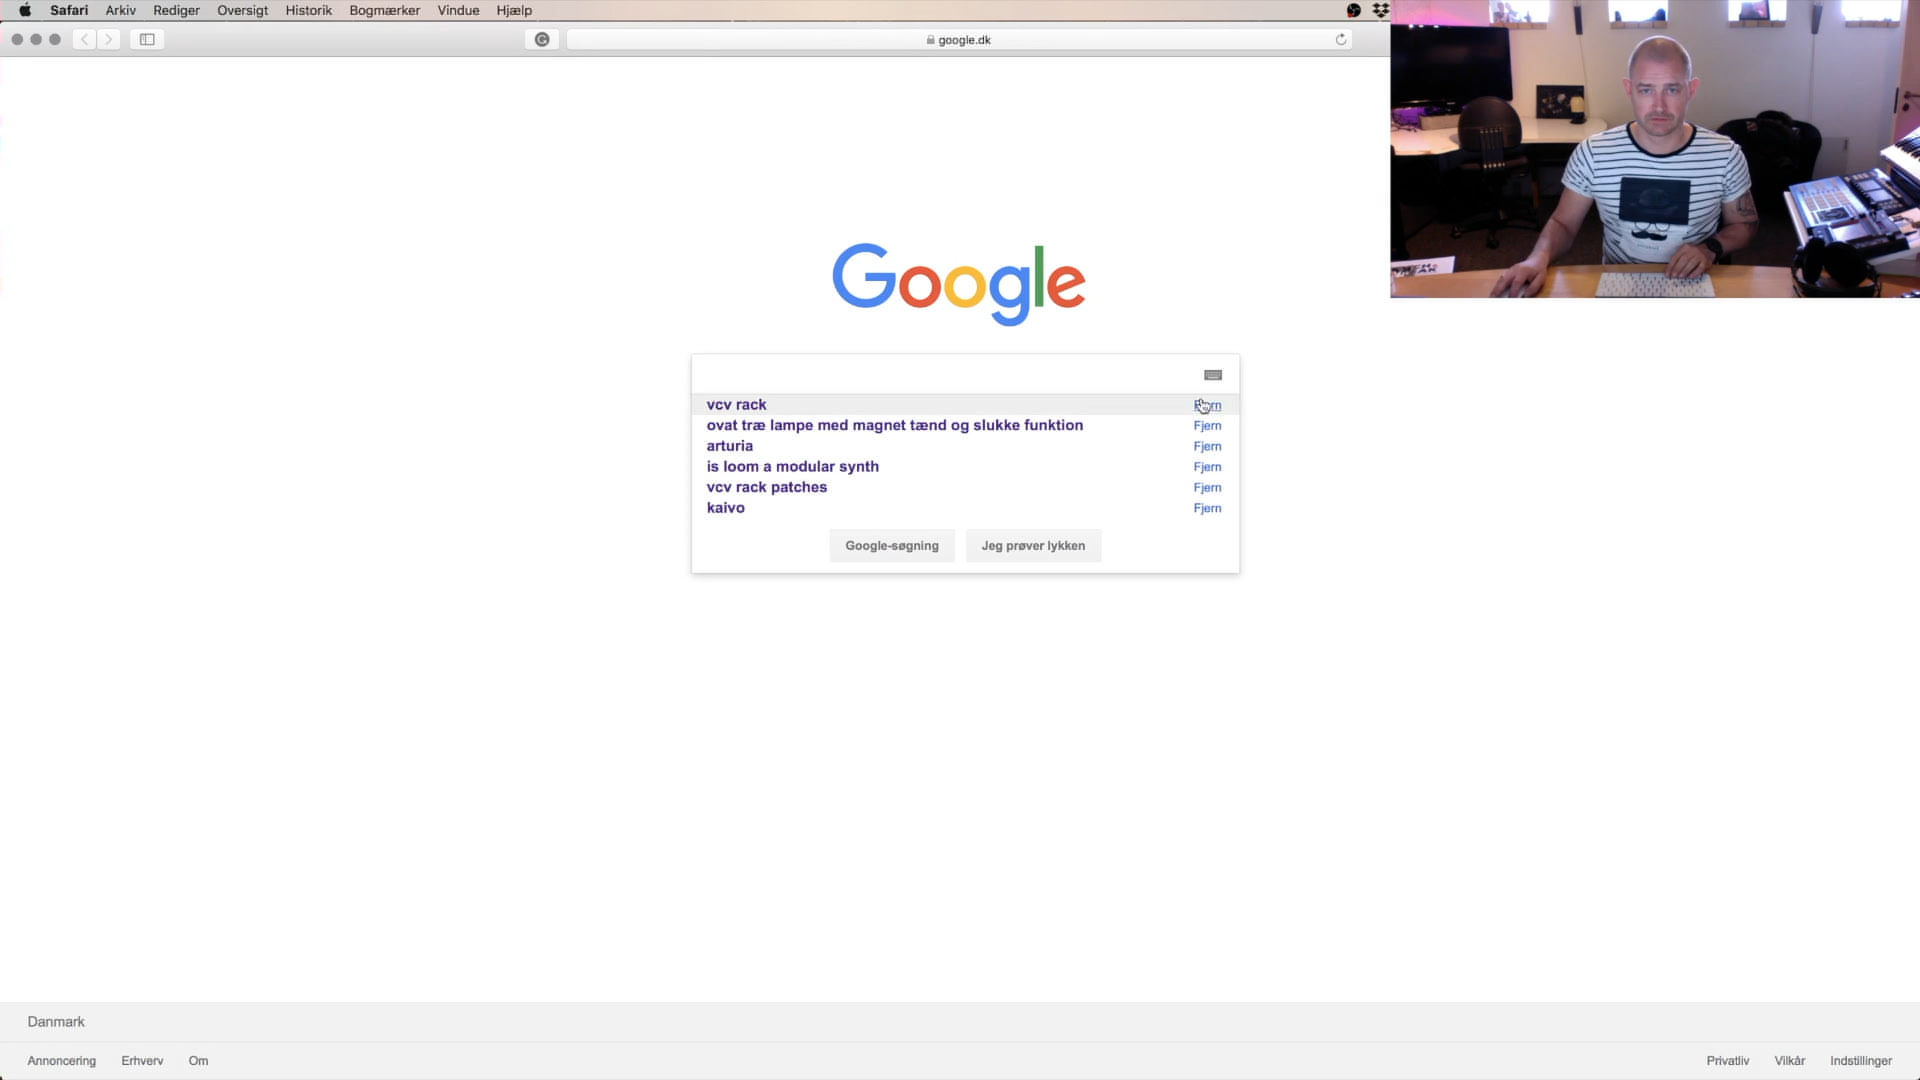 Safari Arkiv Rediger Oversigt Historik Bogmærker Vindue Hjælp
google.dk
Google
vcv rack
ovat træ lampe med magnet tænd og slukke funktion Fjern
arturia Fjern
is loom a modular synth Fjern
vcv rack patches Fjern
kaivo Fjern
Google-søgning Jeg prøver lykken
Danmark
Annoncering Erhverv Om Privatliv Vilkår Indstillinger